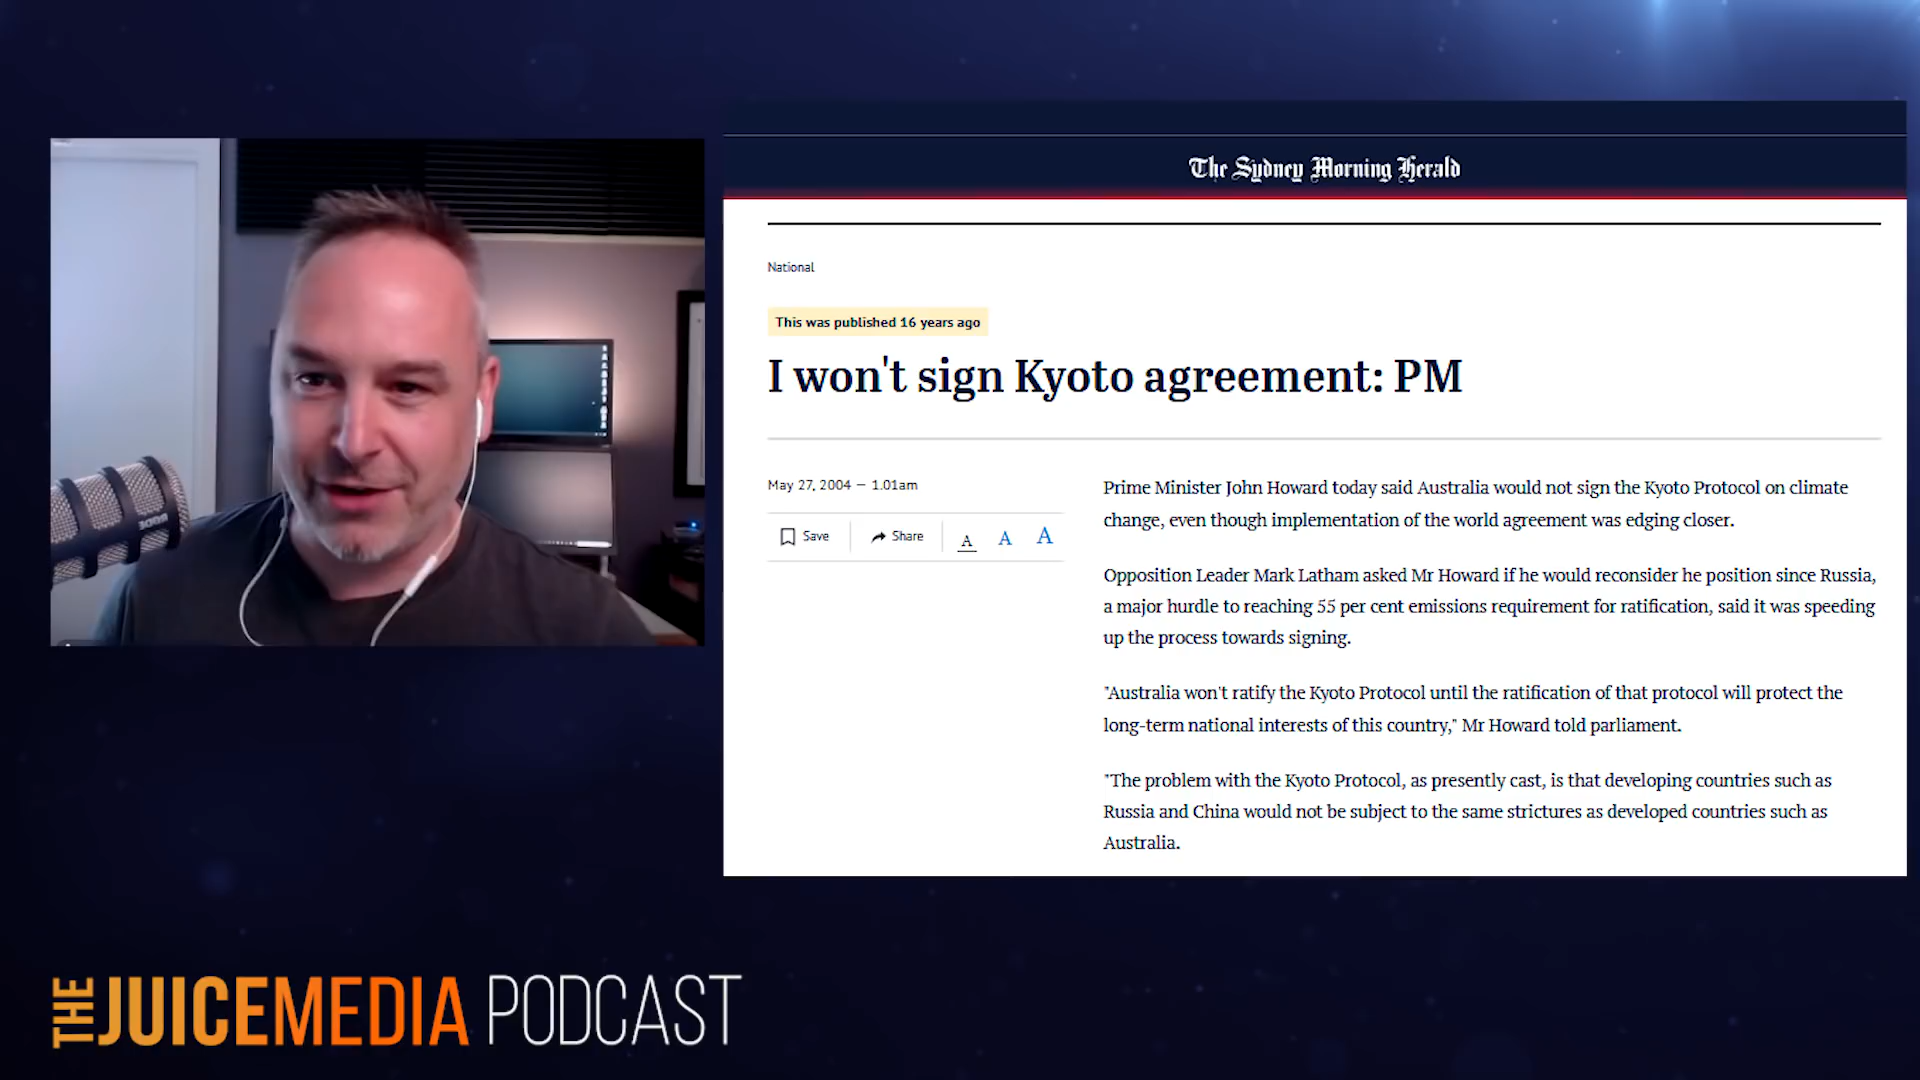 The Sydney Morning Herald
National
This was published 16 years ago
I won't sign Kyoto agreement: PM
May 27, 2004 — 1.01am
Save
Share
A A A
Prime Minister John Howard today said Australia would not sign the Kyoto Protocol on climate
change, even though implementation of the world agreement was edging closer.
Opposition Leader Mark Latham asked Mr Howard if he would reconsider he position since Russia,
a major hurdle to reaching 55 per cent emissions requirement for ratification, said it was speeding
up the process towards signing.
"Australia won't ratify the Kyoto Protocol until the ratification of that protocol will protect the
long-term national interests of this country," Mr Howard told parliament.
"The problem with the Kyoto Protocol, as presently cast, is that developing countries such as
Russia and China would not be subject to the same strictures as developed countries such as
Australia.
RODE
THE JUICEMEDIA PODCAST